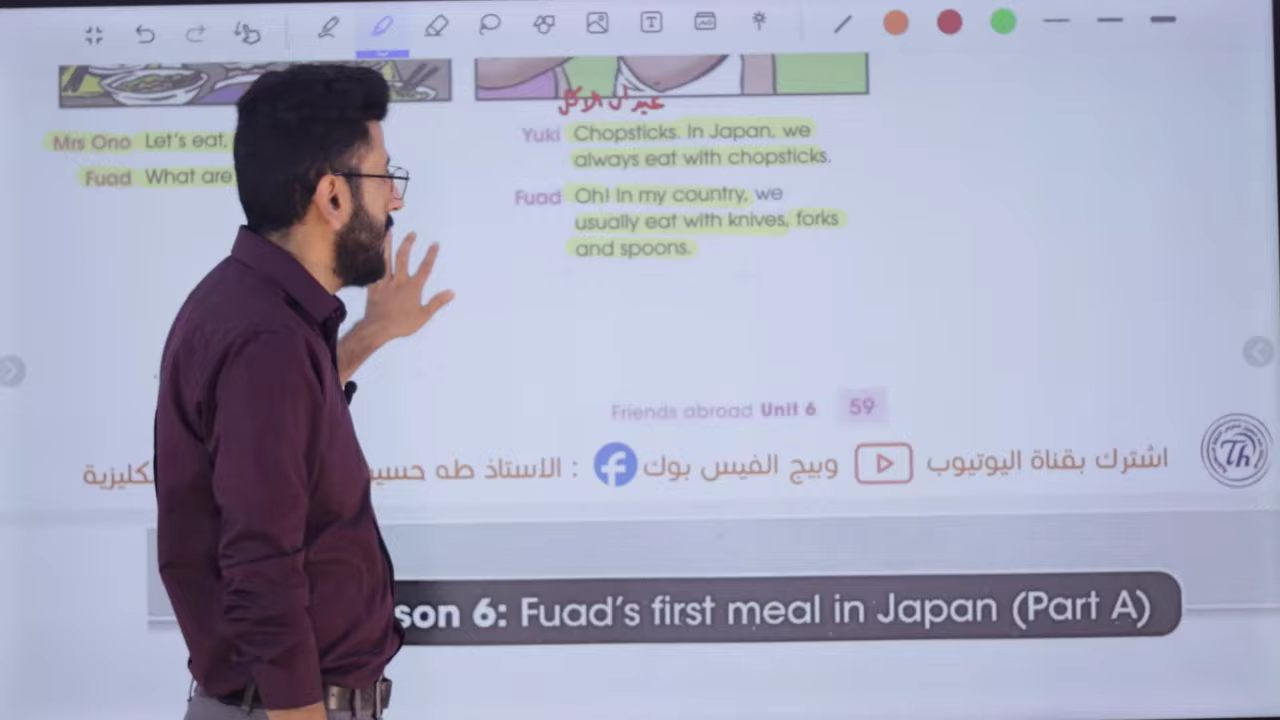 عيدان الاكل
Mrs Ono Let's eat,
Fuad What are
Yuki Chopsticks. In Japan, we
always eat with chopsticks.
Fuad Oh! In my country, we
usually eat with knives, forks
and spoons.
Friends abroad Unit 6 59
اشترك بقناة اليوتيوب وبيج الفيس بوك : الاستاذ طه
Th
son 6: Fuad's first meal in Japan (Part A)